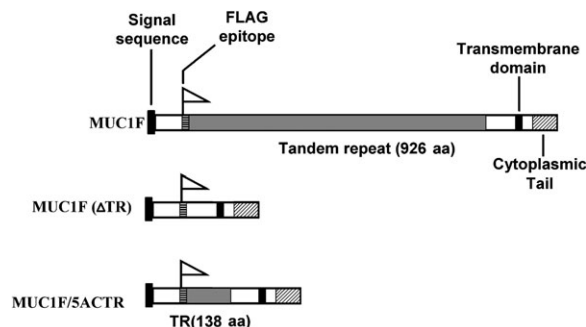 Signal
sequence
FLAG
epitope
Transmembrane
domain
MUC1F
Tandem repeat (926 aa)
Cytoplasmic
Tail
MUC1F (ΔTR)
MUC1F/5ACTR
TR(138 aa)